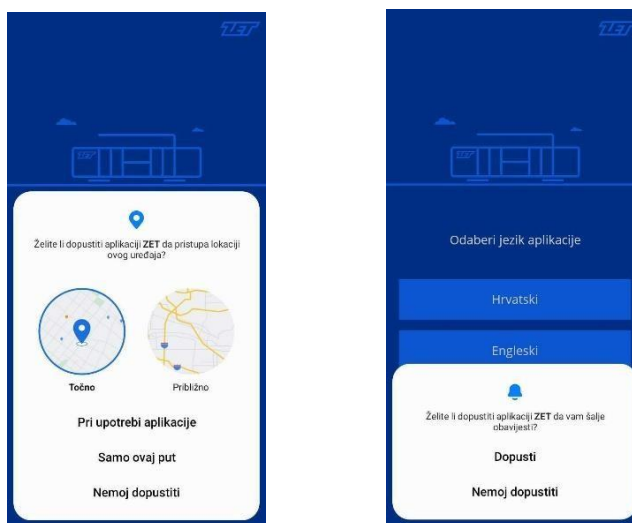 ZET
ZET
Želite li dopustiti aplikaciji ZET da pristupa lokaciji
ovog uređaja?
Točno
Približno
Pri upotrebi aplikacije
Samo ovaj put
Nemoj dopustiti
ZET
ZET
Odaberi jezik aplikacije
Hrvatski
Engleski
Želite li dopustiti aplikaciji ZET da vam šalje
obavijesti?
Dopusti
Nemoj dopustiti